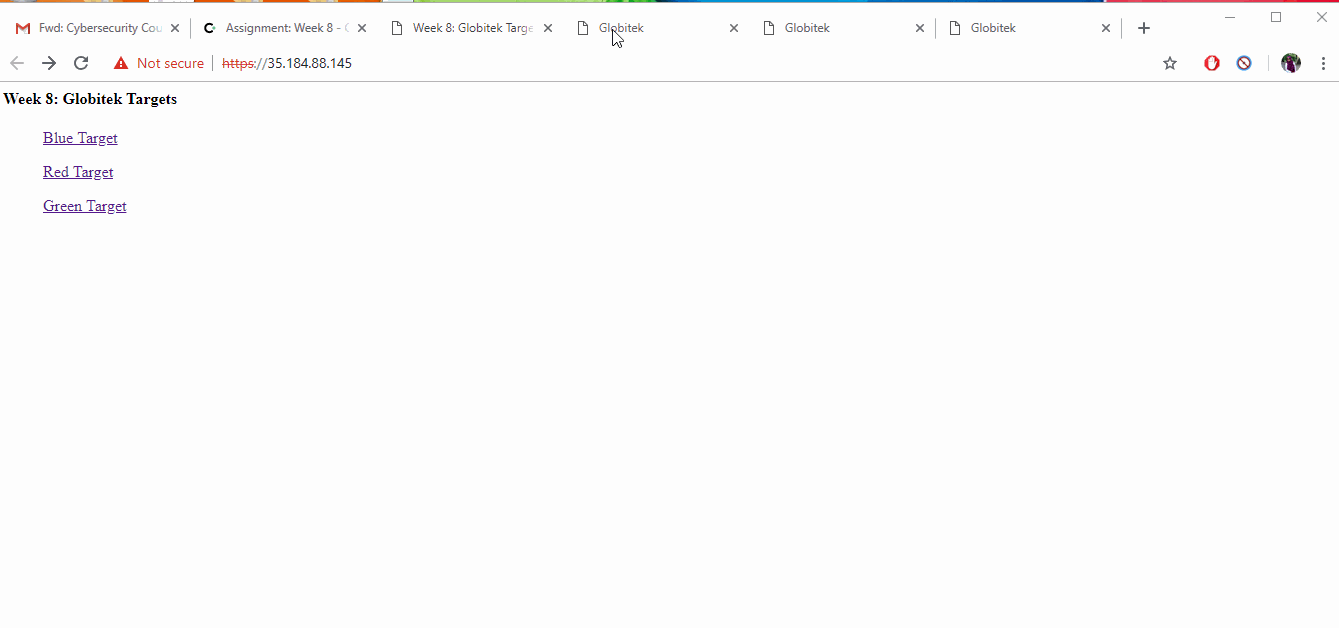 Fwd: Cybersecurity Cou
Assignment: Week 8 - C
Week 8: Globitek Targe
Globitek
Globitek
Globitek
Not secure
https://35.184.88.145
Week 8: Globitek Targets
Blue Target
Red Target
Green Target